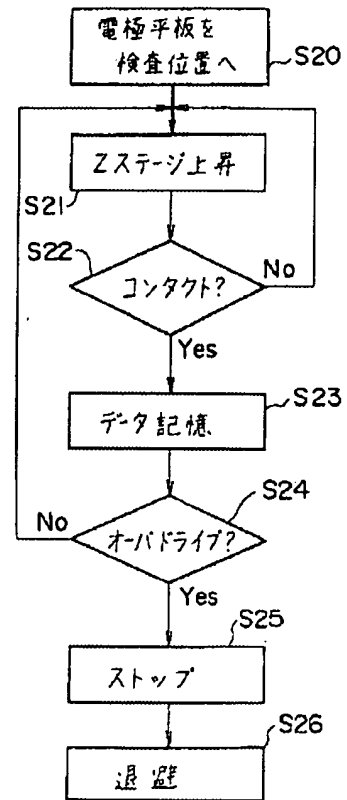 電極平板を
検査位置へ
S20
Zステージ上昇
S21
S22
コンタクト?
No
Yes
データ記憶
S23
S24
No
オーバドライブ?
Yes
S25
ストップ
S26
退避